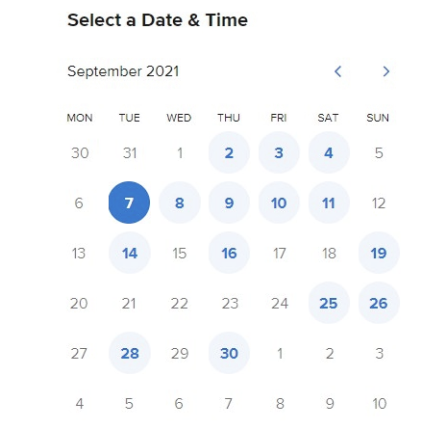 Select a Date & Time
September 2021
MON TUE WED THU FRI SAT SUN
30 31 1 2 3 4 5
6 7 8 9 10 11 12
13 14 15 16 17 18 19
20 21 22 23 24 25 26
27 28 29 30 1 2 3
4 5 6 7 8 9 10